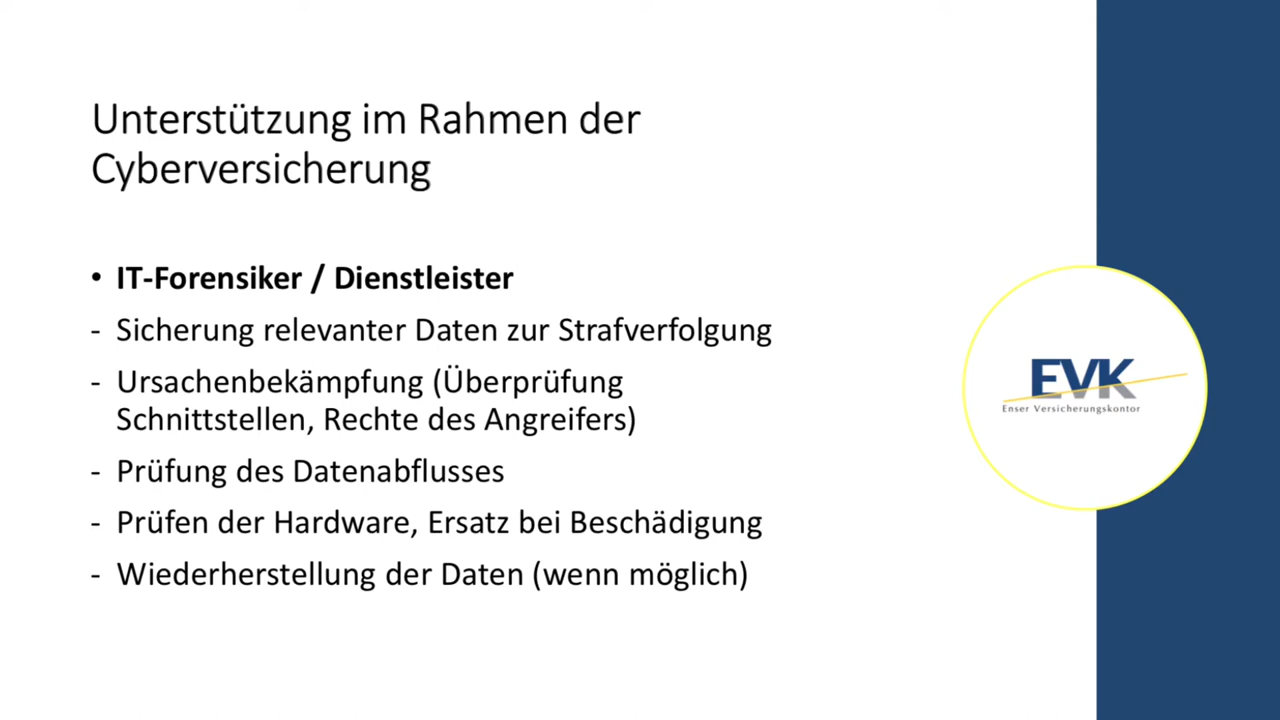 Unterstützung im Rahmen der
Cyberversicherung
• IT-Forensiker / Dienstleister
- Sicherung relevanter Daten zur Strafverfolgung
- Ursachenbekämpfung (Überprüfung
Schnittstellen, Rechte des Angreifers)
- Prüfung des Datenabflusses
- Prüfen der Hardware, Ersatz bei Beschädigung
- Wiederherstellung der Daten (wenn möglich)
EVK
Enser Versicherungskontor